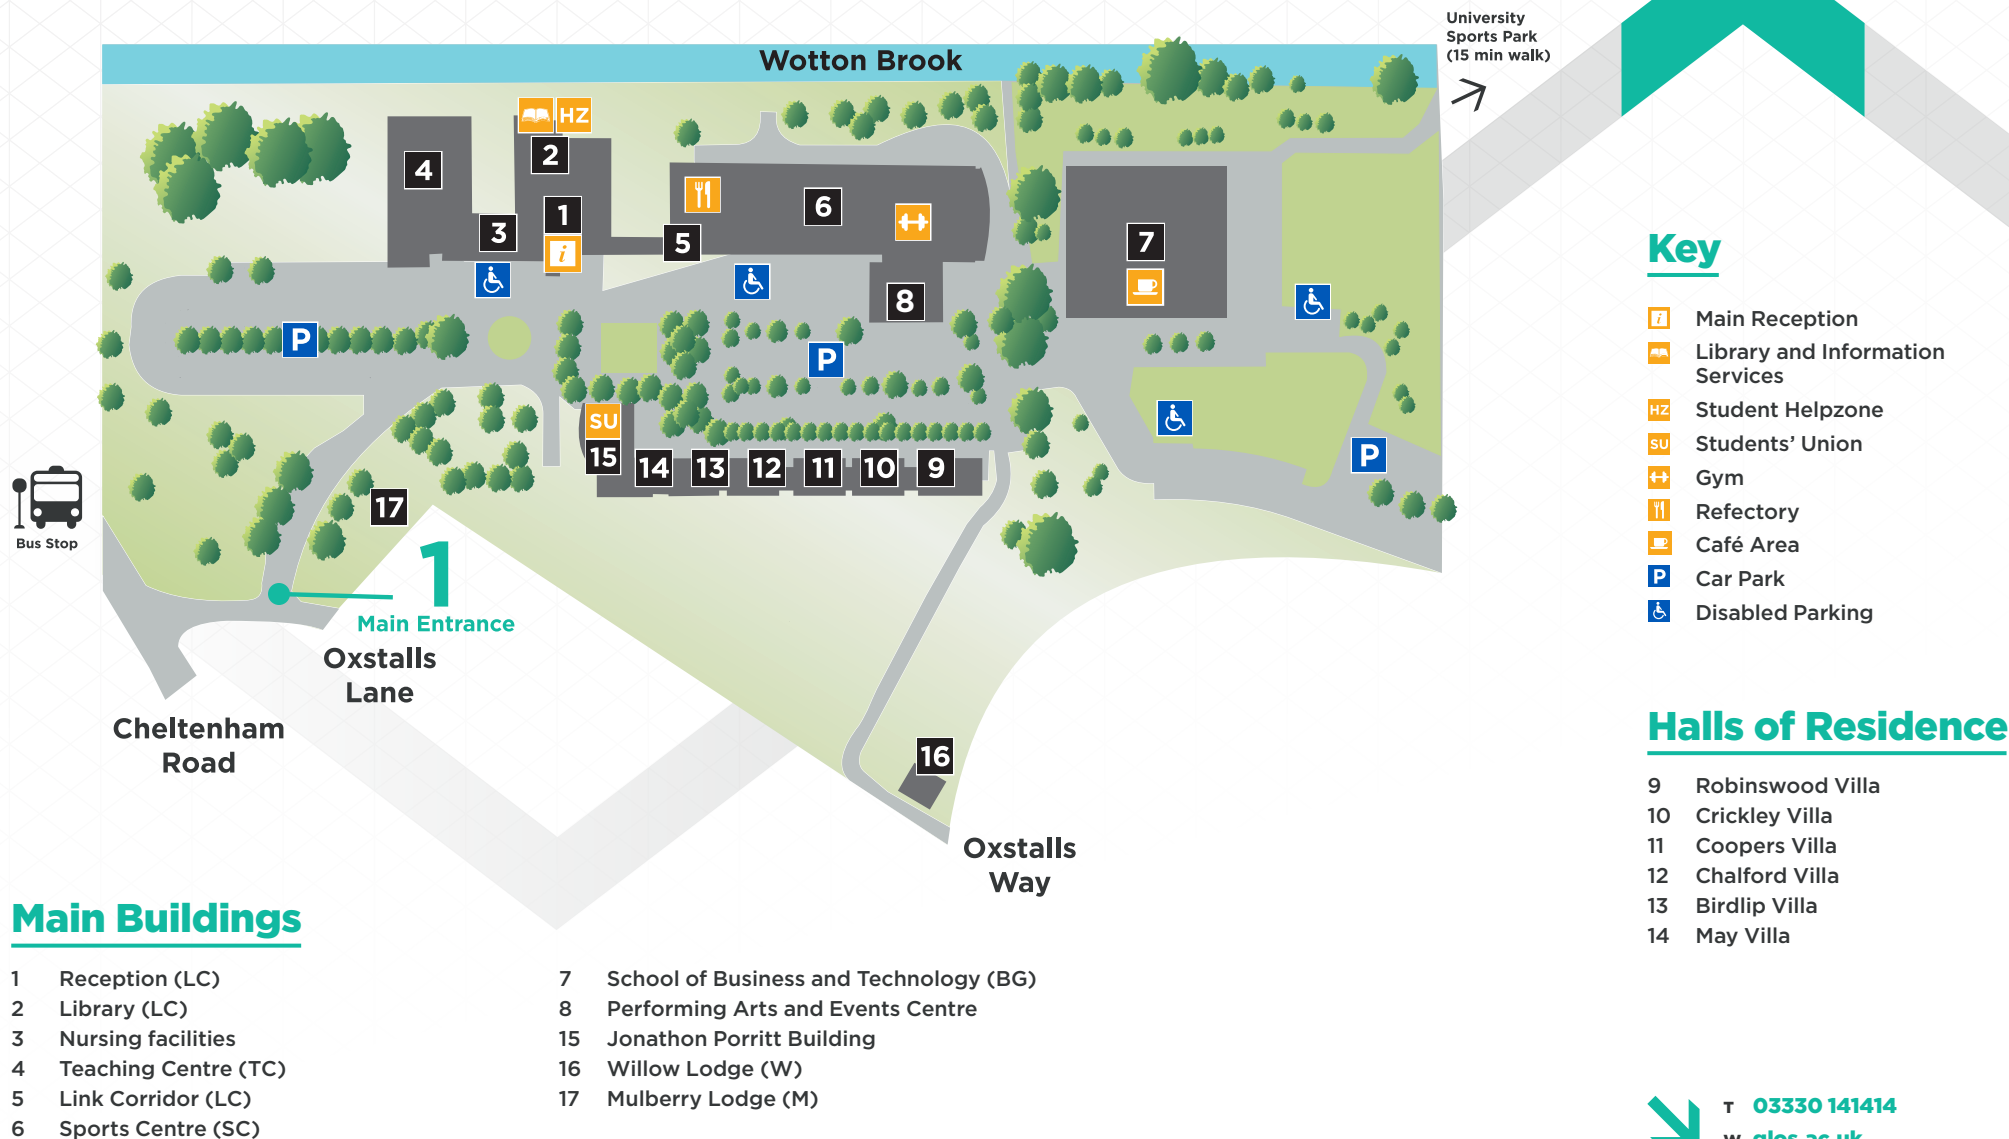 University
Sports Park
(15 min walk)
Wotton Brook
HZ
2
4
1
3
i
5
6
7
8
P
P
SU
15
14
13
12
11
10
9
P
17
Bus Stop
1
Main Entrance
Oxstalls
Lane
Cheltenham
Road
16
Oxstalls
Way
Key
i Main Reception
Library and Information
Services
HZ Student Helpzone
SU Students' Union
Gym
Refectory
Café Area
P Car Park
Disabled Parking
Halls of Residence
9 Robinswood Villa
10 Crickley Villa
11 Coopers Villa
12 Chalford Villa
13 Birdlip Villa
14 May Villa
Main Buildings
1 Reception (LC)
2 Library (LC)
3 Nursing facilities
4 Teaching Centre (TC)
5 Link Corridor (LC)
6 Sports Centre (SC)
7 School of Business and Technology (BG)
8 Performing Arts and Events Centre
15 Jonathon Porritt Building
16 Willow Lodge (W)
17 Mulberry Lodge (M)
T 03330 141414
W glos.ac.uk